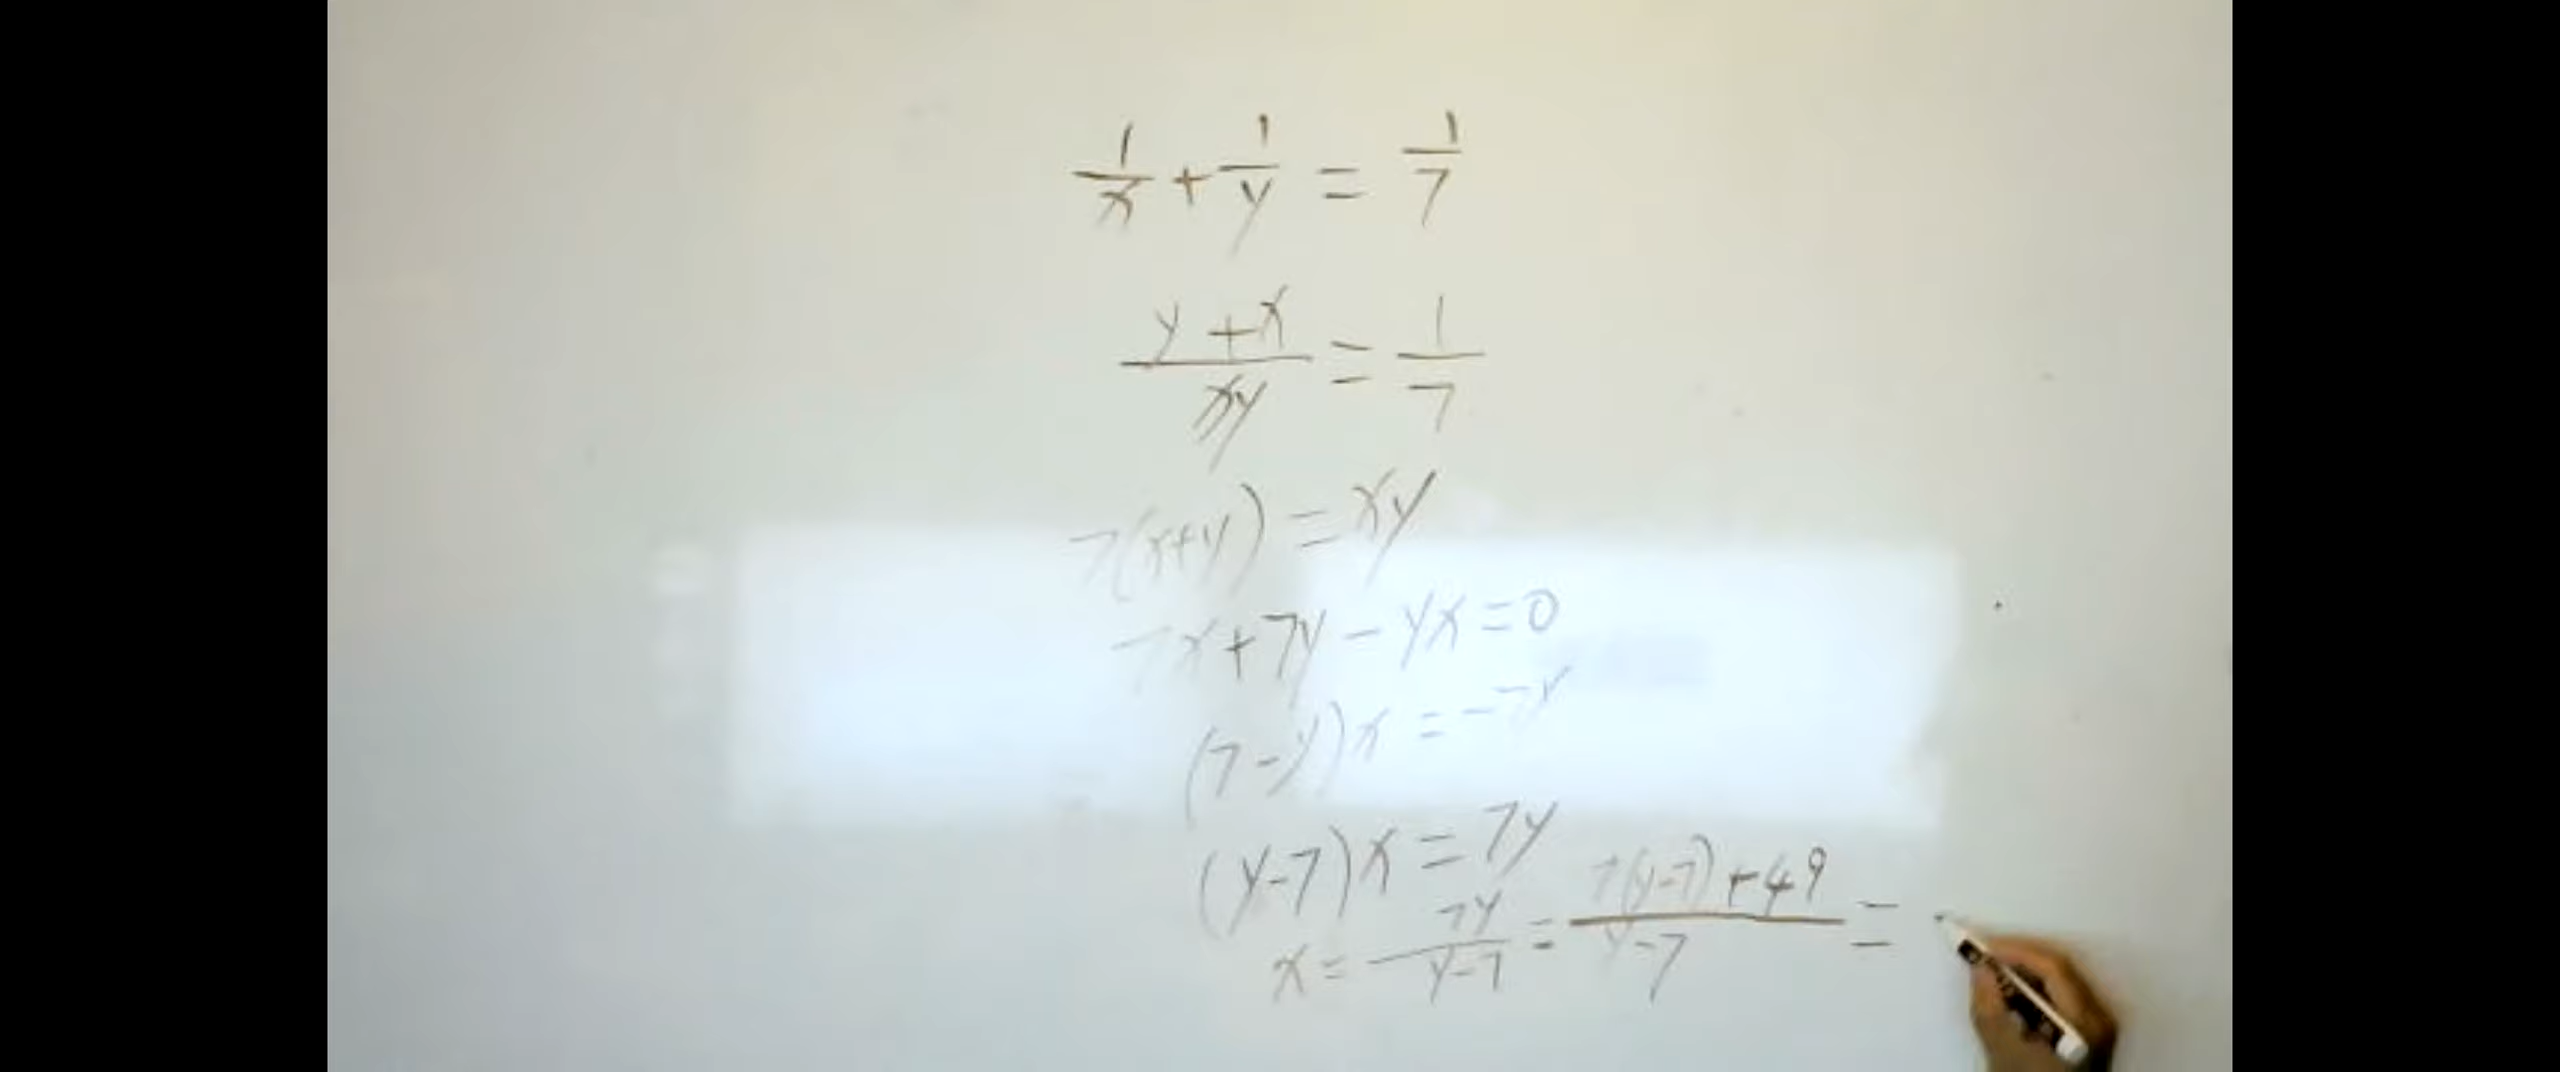 1/x + 1/y = 1/7
(y + x)/(xy) = 1/7
7(x+y) = xy
7x + 7y - yx = 0
(7-y)x = -7y
(y-7)x = 7y
x = 7y/(y-7) = (7(y-7) + 49)/(y-7) =